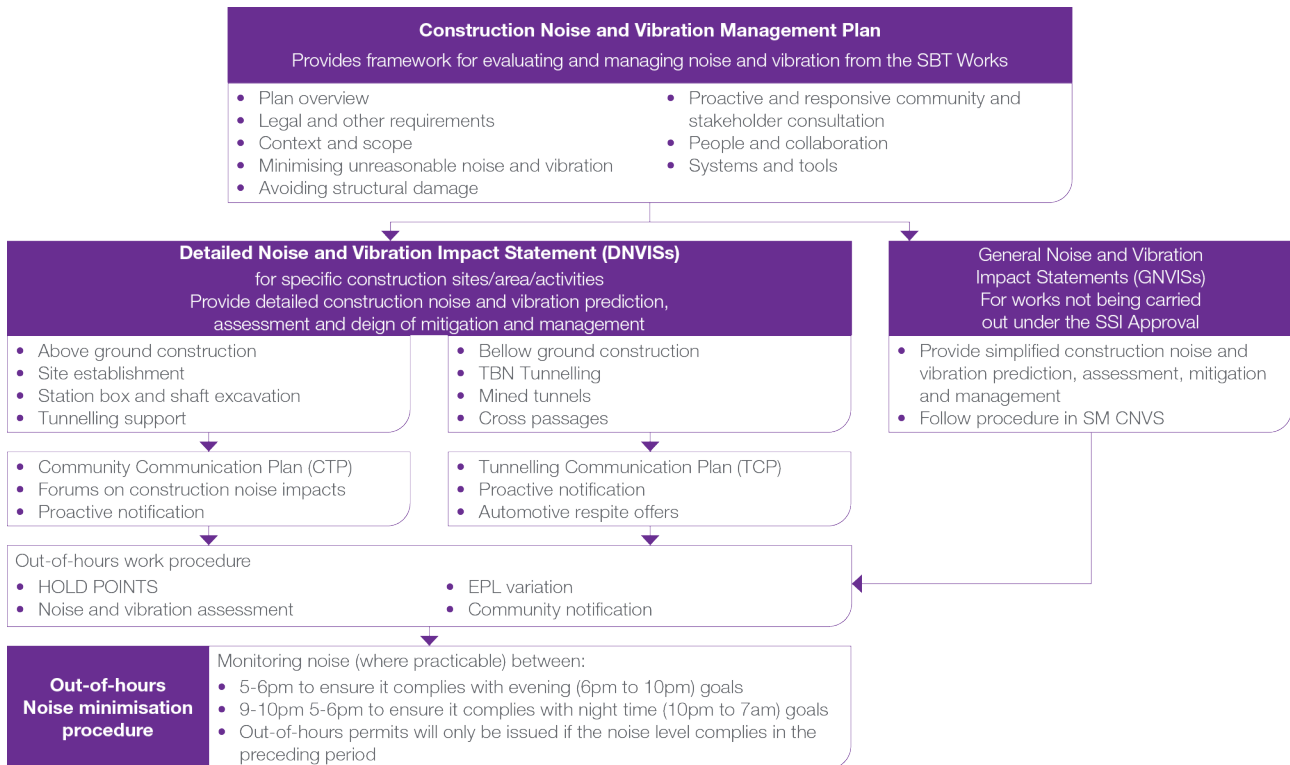 Construction Noise and Vibration Management Plan
Provides framework for evaluating and managing noise and vibration from the SBT Works
• Plan overview
• Legal and other requirements
• Context and scope
• Minimising unreasonable noise and vibration
• Avoiding structural damage
• Proactive and responsive community and
stakeholder consultation
• People and collaboration
• Systems and tools
Detailed Noise and Vibration Impact Statement (DNVISs)
for specific construction sites/area/activities
Provide detailed construction noise and vibration prediction,
assessment and deign of mitigation and management
• Above ground construction
• Site establishment
• Station box and shaft excavation
• Tunnelling support
• Bellow ground construction
• TBN Tunnelling
• Mined tunnels
• Cross passages
General Noise and Vibration
Impact Statements (GNVISs)
For works not being carried
out under the SSI Approval
• Provide simplified construction noise and
vibration prediction, assessment, mitigation
and management
• Follow procedure in SM CNVS
• Community Communication Plan (CTP)
• Forums on construction noise impacts
• Proactive notification
• Tunnelling Communication Plan (TCP)
• Proactive notification
• Automotive respite offers
Out-of-hours work procedure
• HOLD POINTS
• Noise and vibration assessment
• EPL variation
• Community notification
Out-of-hours
Noise minimisation
procedure
Monitoring noise (where practicable) between:
• 5-6pm to ensure it complies with evening (6pm to 10pm) goals
• 9-10pm 5-6pm to ensure it complies with night time (10pm to 7am) goals
• Out-of-hours permits will only be issued if the noise level complies in the
preceding period